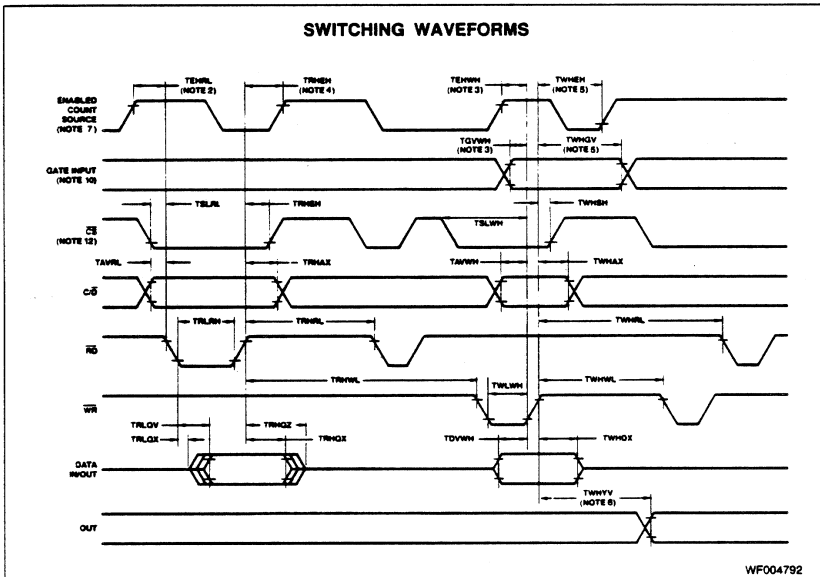 SWITCHING WAVEFORMS
TEHRL
(NOTE 2)
TRHEH
(NOTE 4)
TEHWH
(NOTE 3)
TWHEH
(NOTE 5)
ENABLED
COUNT
SOURCE
(NOTE 7)
TGVWH
(NOTE 3)
TWHGV
(NOTE 5)
GATE INPUT
(NOTE 10)
TSLRL
TRHSH
TSLWH
TWHSH
C̅S̅
(NOTE 12)
TAVRL
TRHAX
TAVWH
TWHAX
C/D̅
TRLRH
TRHRL
TWHRL
R̅D̅
TRHWL
TWLWH
TWHWL
W̅R̅
TRLQV
TRLQX
TRHQZ
TRHQX
TDVWH
TWHDX
DATA
IN/OUT
TWHYV
(NOTE 6)
OUT
WF004792